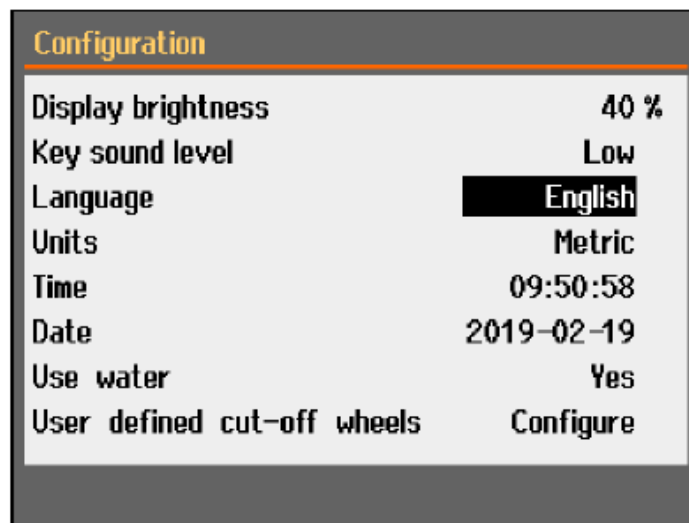 Configuration
Display brightness 40 %
Key sound level Low
Language English
Units Metric
Time 09:50:58
Date 2019-02-19
Use water Yes
User defined cut-off wheels Configure